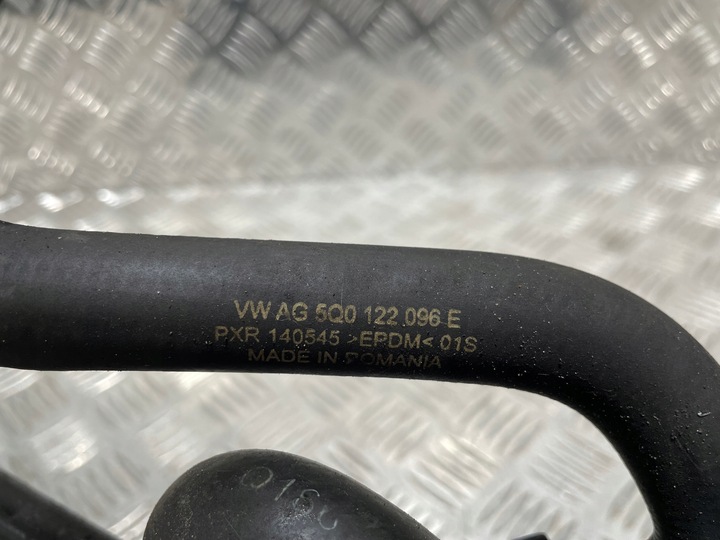 VW AG 5Q0 122 096 E
PXR 140545 >EPDM< 01S
MADE IN ROMANIA